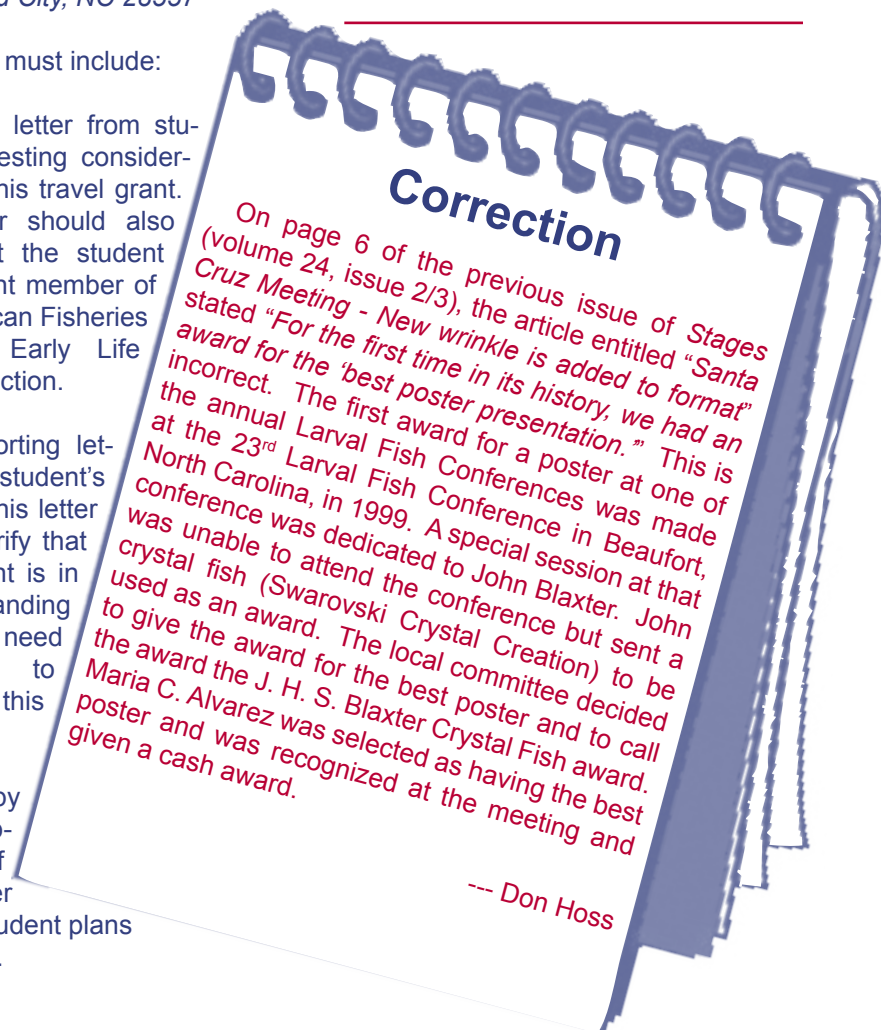 d City, NC 28557
must include:
letter from stu-
esting consider-
his travel grant.
r should also
t the student
nt member of
can Fisheries
Early Life
ction.
orting let-
student's
his letter
rify that
nt is in
anding
need
to
this
by
o-
f
er
udent plans
Correction
On page 6 of the previous issue of Stages
(volume 24, issue 2/3), the article entitled “Santa
Cruz Meeting - New wrinkle is added to format”
stated “For the first time in its history, we had an
award for the ‘best poster presentation.’” This is
incorrect. The first award for a poster at one of
the annual Larval Fish Conferences was made
at the 23rd Larval Fish Conference in Beaufort,
North Carolina, in 1999. A special session at that
conference was dedicated to John Blaxter. John
was unable to attend the conference but sent a
crystal fish (Swarovski Crystal Creation) to be
used as an award. The local committee decided
to give the award for the best poster and to call
the award the J. H. S. Blaxter Crystal Fish award.
Maria C. Alvarez was selected as having the best
poster and was recognized at the meeting and
given a cash award.
--- Don Hoss